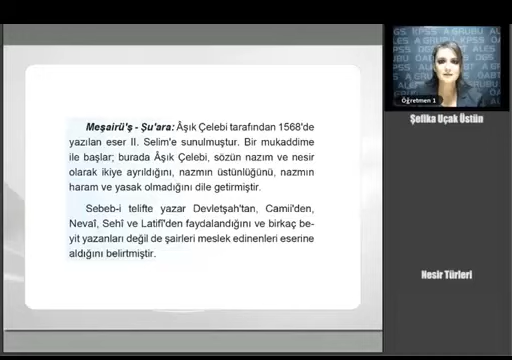 Meşairü'ş - Şu'ara: Âşık Çelebi tarafından 1568'de
yazılan eser II. Selim'e sunulmuştur. Bir mukaddime
ile başlar; burada Âşık Çelebi, sözün nazım ve nesir
olarak ikiye ayrıldığını, nazmın üstünlüğünü, nazmın
haram ve yasak olmadığını dile getirmiştir.
Sebeb-i telifte yazar Devletşah'tan, Camii'den,
Nevaî, Sehî ve Latifî'den faydalandığını ve birkaç be-
yit yazanları değil de şairleri meslek edinenleri eserine
aldığını belirtmiştir.
Öğretmen 1
Şefika Uçak Üstün
Nesir Türleri